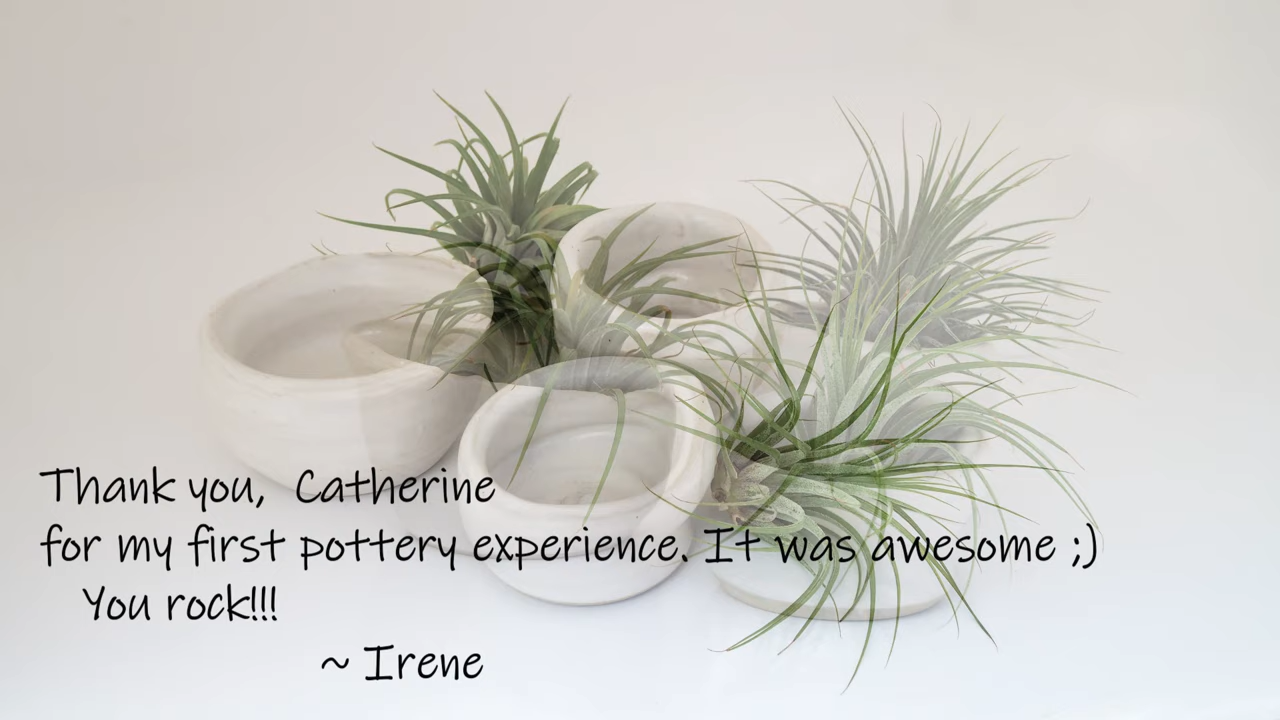 Thank you, Catherine
for my first pottery experience. It was awesome ;)
You rock!!!
~ Irene